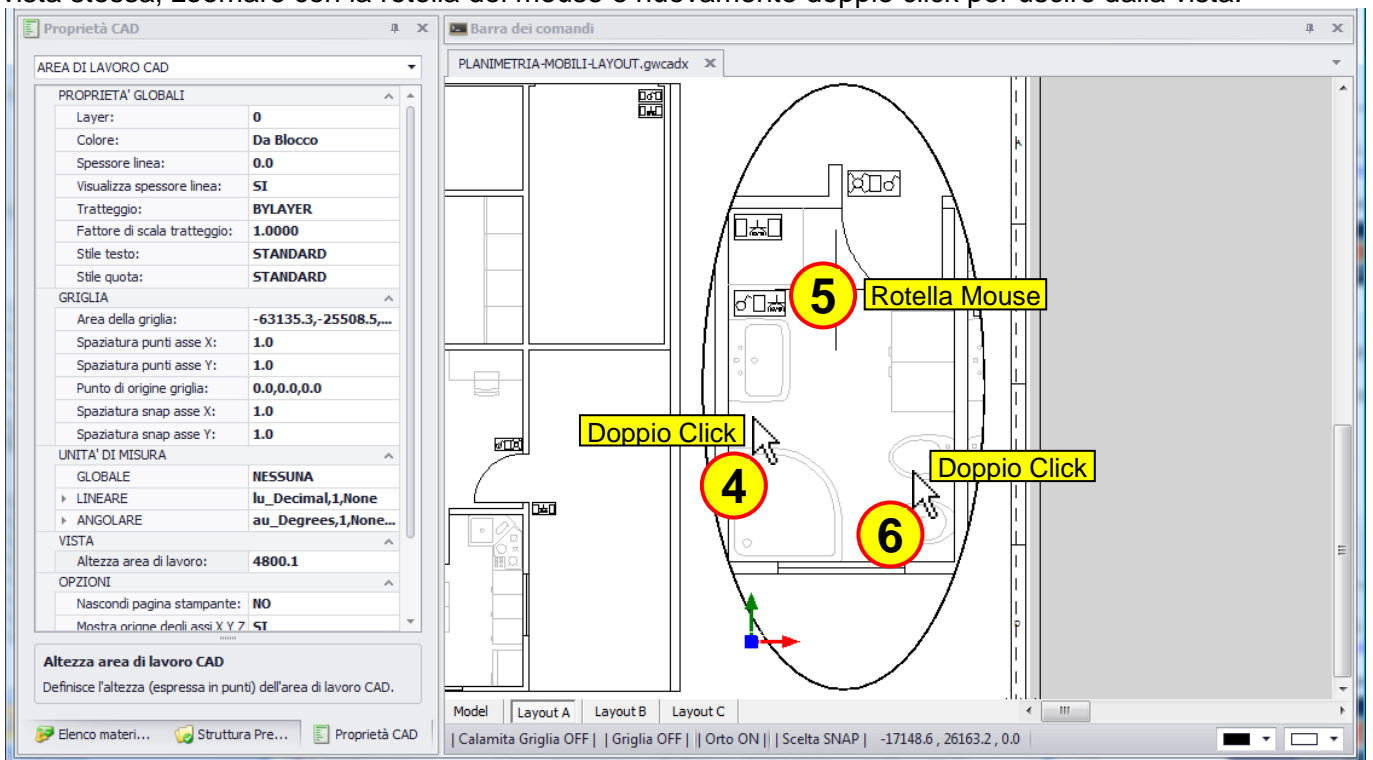 vista stessa, zoomare con la rotella del mouse e nuovamente doppio click per uscire dalla vista.
Proprietà CAD
AREA DI LAVORO CAD
PROPRIETA' GLOBALI
Layer: 0
Colore: Da Blocco
Spessore linea: 0.0
Visualizza spessore linea: SI
Tratteggio: BYLAYER
Fattore di scala tratteggio: 1.0000
Stile testo: STANDARD
Stile quota: STANDARD
GRIGLIA
Area della griglia: -63135.3,-25508.5,...
Spaziatura punti asse X: 1.0
Spaziatura punti asse Y: 1.0
Punto di origine griglia: 0.0,0.0,0.0
Spaziatura snap asse X: 1.0
Spaziatura snap asse Y: 1.0
UNITA' DI MISURA
GLOBALE NESSUNA
LINEARE lu_Decimal,1,None
ANGOLARE au_Degrees,1,None...
VISTA
Altezza area di lavoro: 4800.1
OPZIONI
Nascondi pagina stampante: NO
Mostra origne degli assi X Y Z SI
Altezza area di lavoro CAD
Definisce l'altezza (espressa in punti) dell'area di lavoro CAD.
Elenco materi... Struttura Pre... Proprietà CAD
Barra dei comandi
PLANIMETRIA-MOBILI-LAYOUT.gwcadx
A
5 Rotella Mouse
Doppio Click
4
Doppio Click
6
Model Layout A Layout B Layout C
| Calamita Griglia OFF | | Griglia OFF | | Orto ON | | Scelta SNAP | -17148.6 , 26163.2 , 0.0